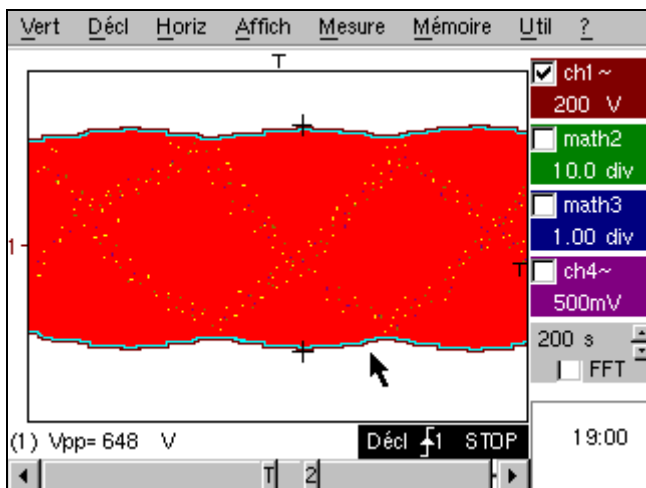 Vert Décl Horiz Affich Mesure Mémoire Util ?
T
ch1 ~
200 V
math2
10.0 div
math3
1.00 div
1
T
ch4~
500mV
200 s
FFT
(1) Vpp= 648 V
Décl 1 STOP
19:00
T 2